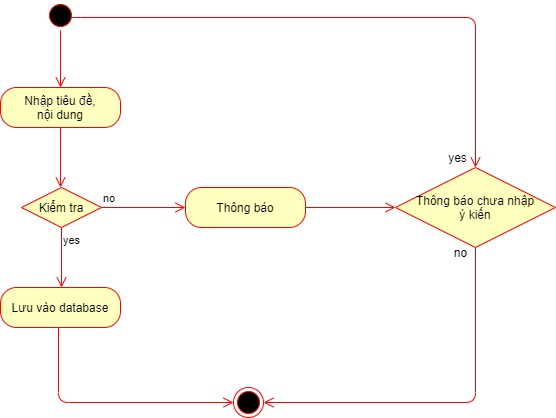 Nhập tiêu đề,
nội dung
yes
Kiểm tra
no
Thông báo
Thông báo chưa nhập
ý kiến
yes
no
Lưu vào database